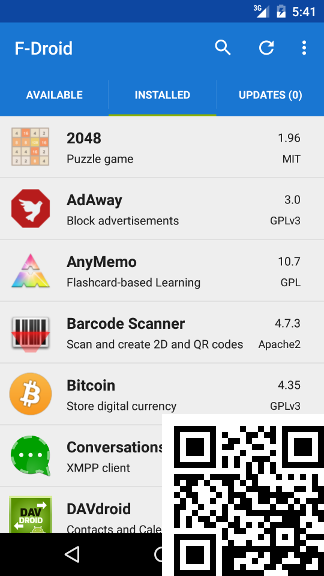 3G 5:41
F-Droid
AVAILABLE INSTALLED UPDATES (0)
2048 1.96
Puzzle game MIT
AdAway 3.0
Block advertisements GPLv3
AnyMemo 10.7
Flashcard-based Learning GPL
Barcode Scanner 4.7.3
Scan and create 2D and QR codes Apache2
Bitcoin 4.35
Store digital currency GPLv3
Conversations
XMPP client
DAV
DROID
DAVdroid
Contacts and Cale